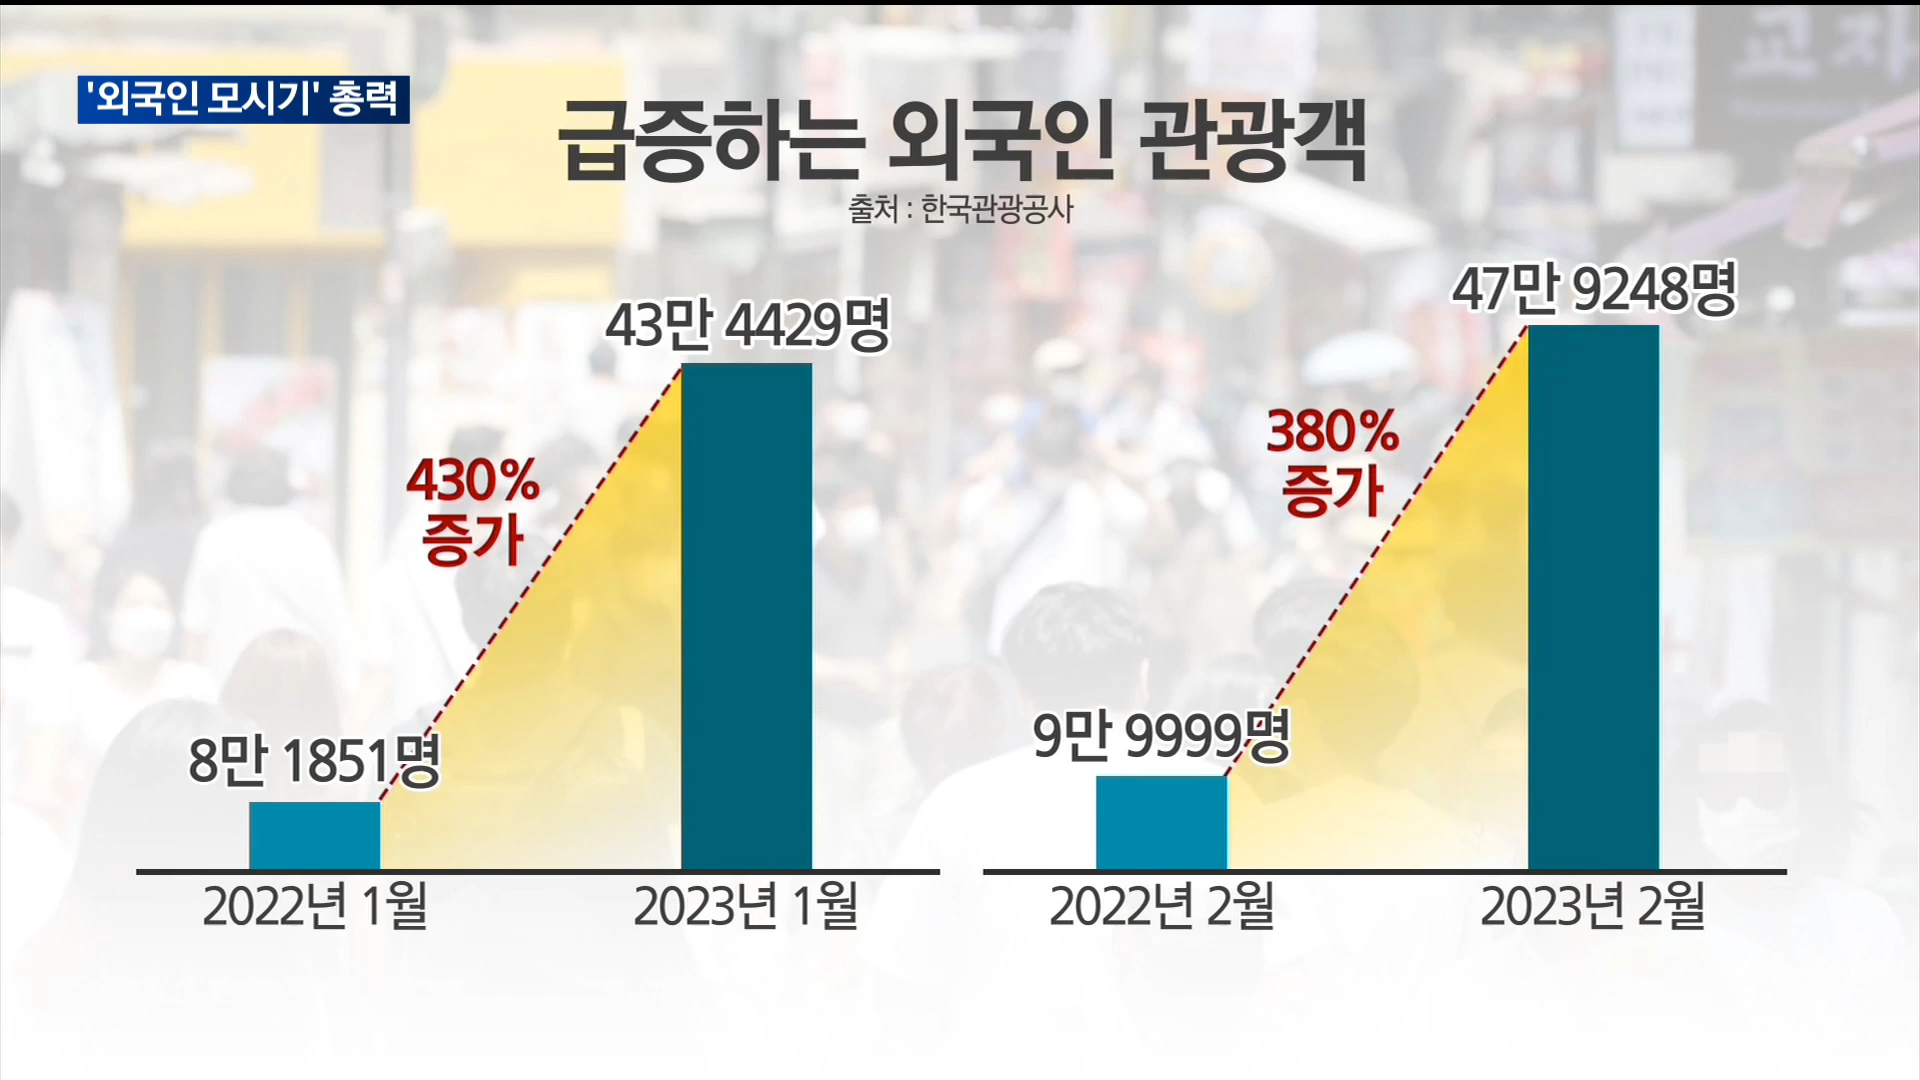 '외국인 모시기' 총력
급증하는 외국인 관광객
출처 : 한국관광공사
8만 1851명
430%
증가
43만 4429명
2022년 1월
2023년 1월
9만 9999명
380%
증가
47만 9248명
2022년 2월
2023년 2월
교자